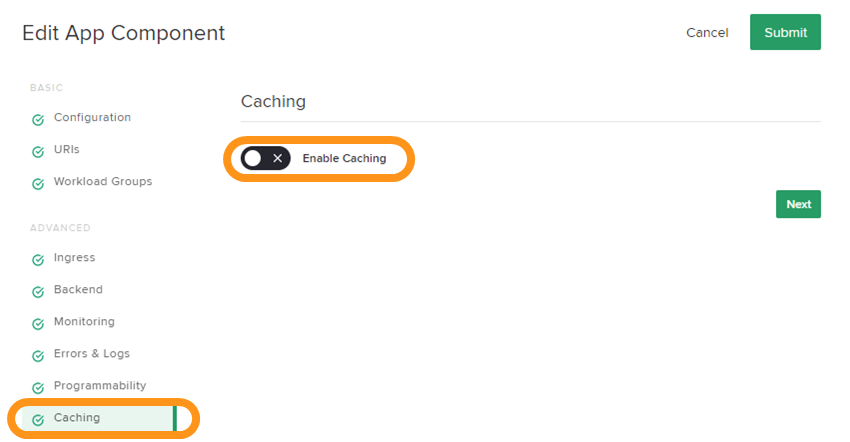 Edit App Component
Cancel
Submit
BASIC
Configuration
URIs
Workload Groups
ADVANCED
Ingress
Backend
Monitoring
Errors & Logs
Programmability
Caching
Caching
Enable Caching
Next